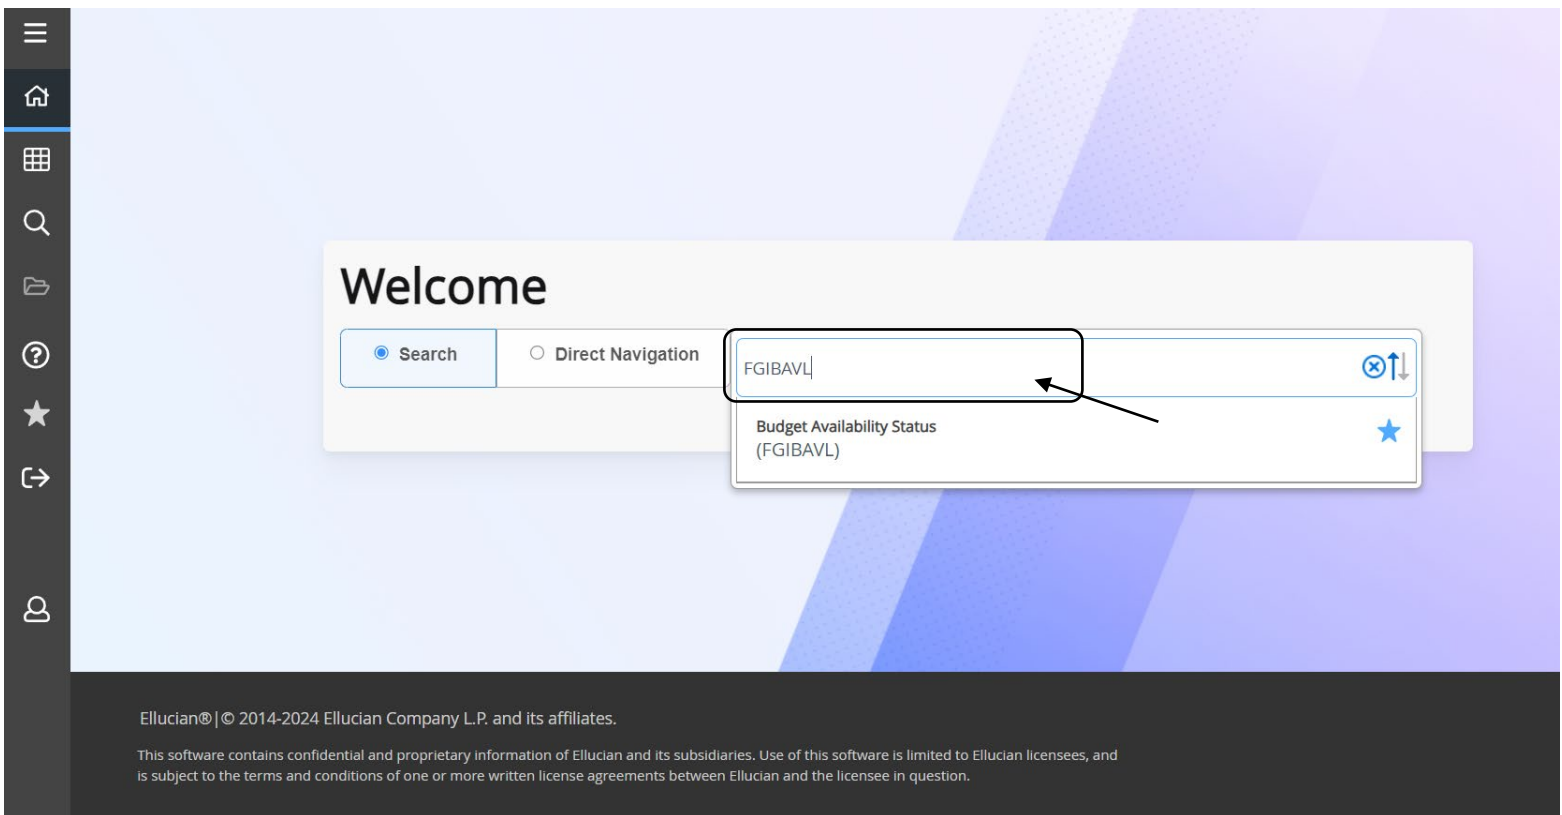 Welcome
Search
Direct Navigation
FGIBAVL
Budget Availability Status
(FGIBAVL)
Ellucian®|© 2014-2024 Ellucian Company L.P. and its affiliates.
This software contains confidential and proprietary information of Ellucian and its subsidiaries. Use of this software is limited to Ellucian licensees, and
is subject to the terms and conditions of one or more written license agreements between Ellucian and the licensee in question.